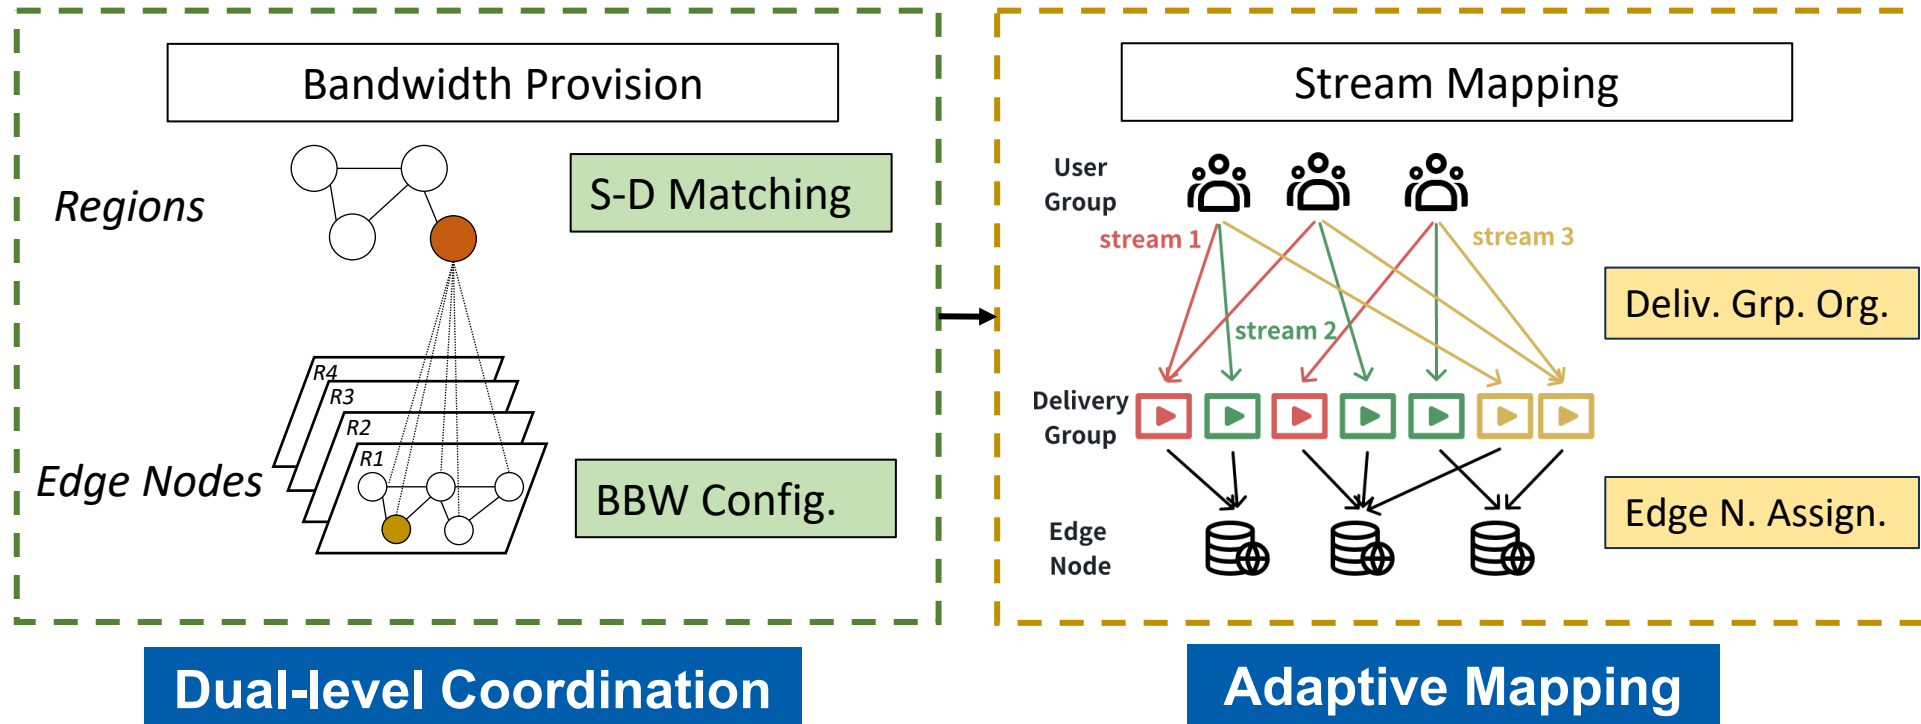 Bandwidth Provision
Regions
S-D Matching
R4
R3
R2
R1
Edge Nodes
BBW Config.
Dual-level Coordination
Stream Mapping
User
Group
stream 1
stream 3
stream 2
Deliv. Grp. Org.
Delivery
Group
Edge N. Assign.
Edge
Node
Adaptive Mapping